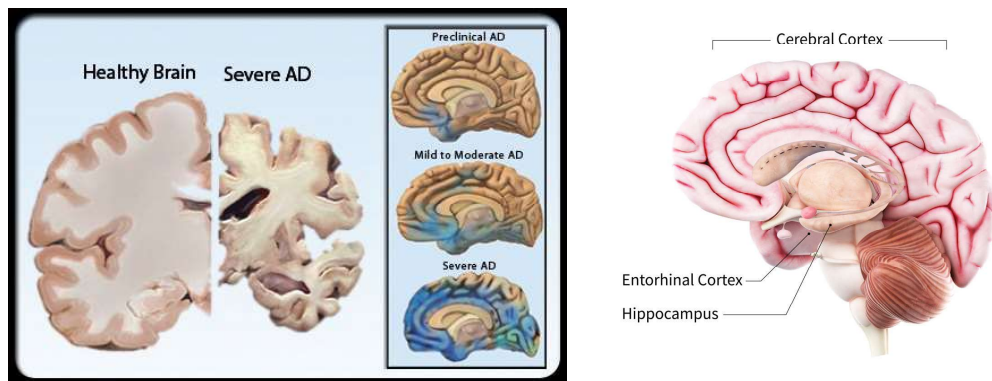 Healthy Brain
Severe AD
Preclinical AD
Mild to Moderate AD
Severe AD
Cerebral Cortex
Entorhinal Cortex
Hippocampus